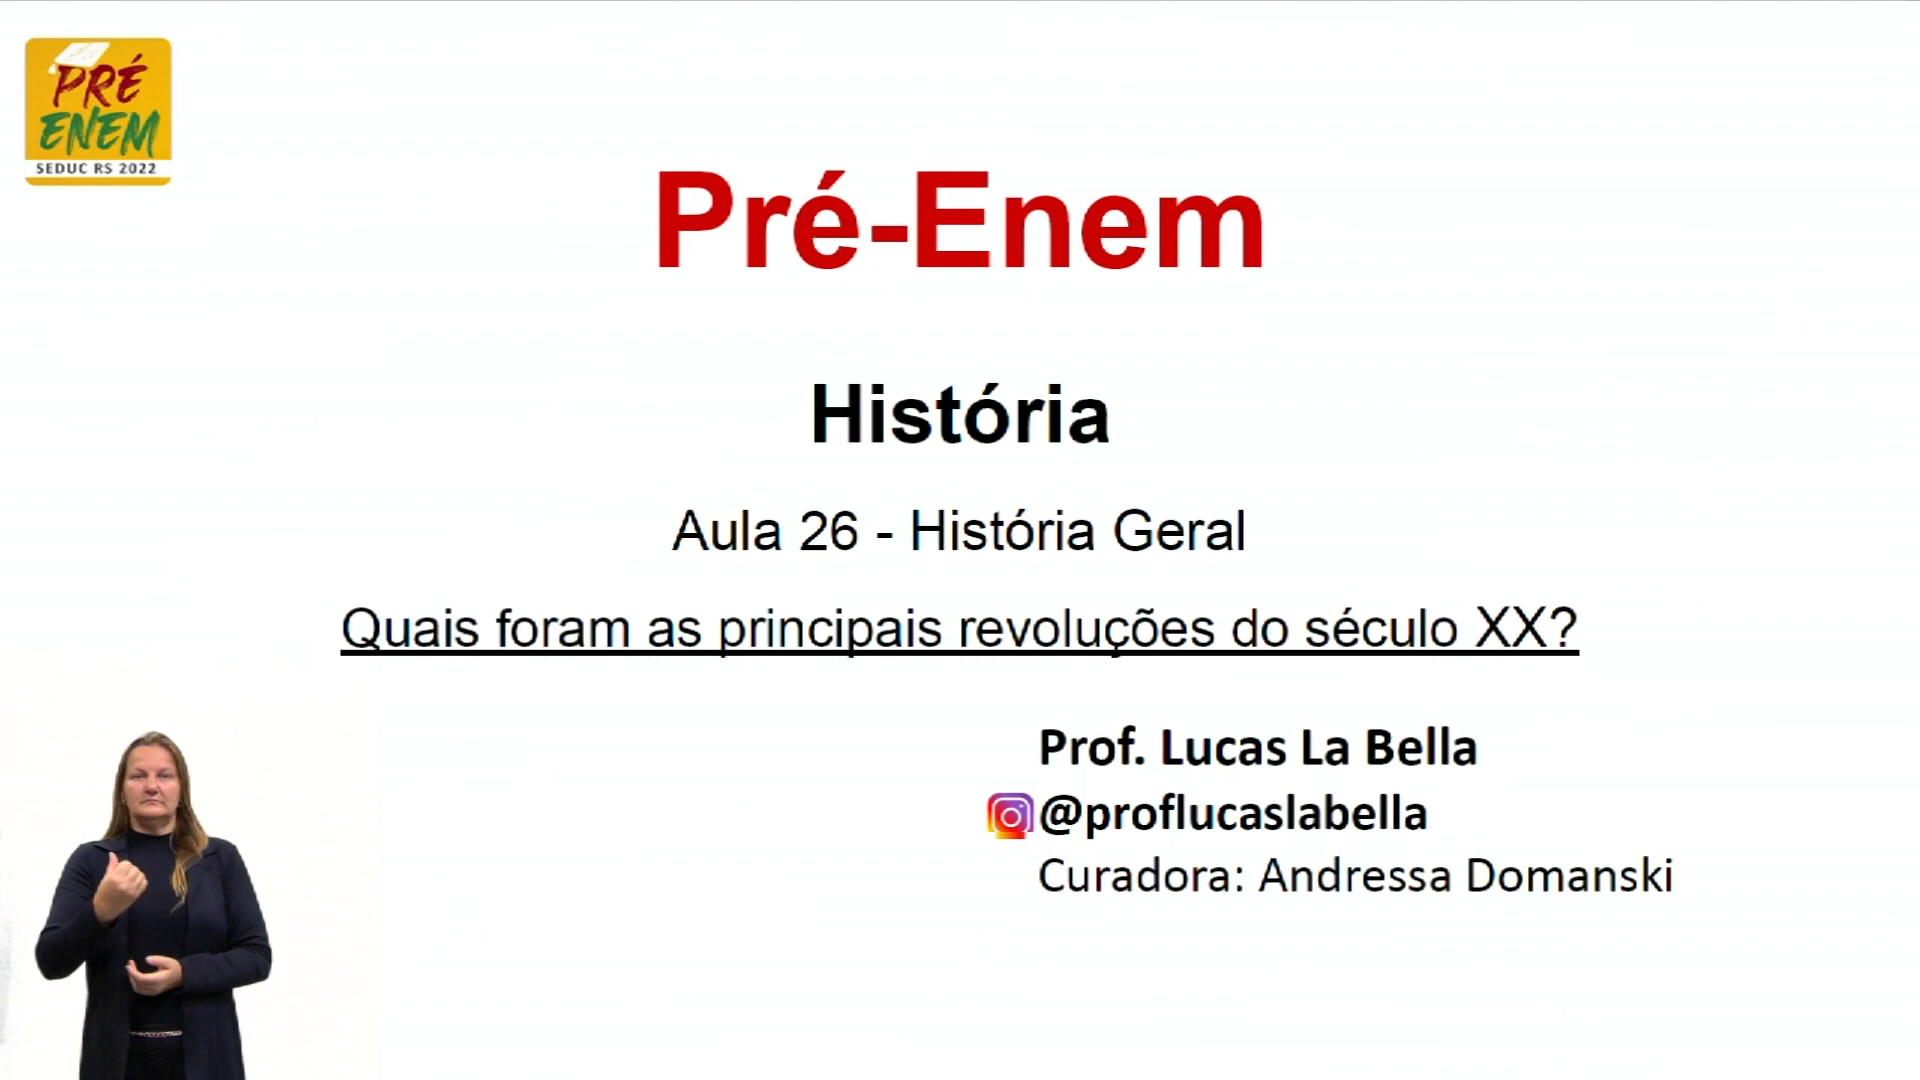 PRÉ
ENEM
SEDUC RS 2022
Pré-Enem
História
Aula 26 - História Geral
Quais foram as principais revoluções do século XX?
Prof. Lucas La Bella
@proflucaslabella
Curadora: Andressa Domanski